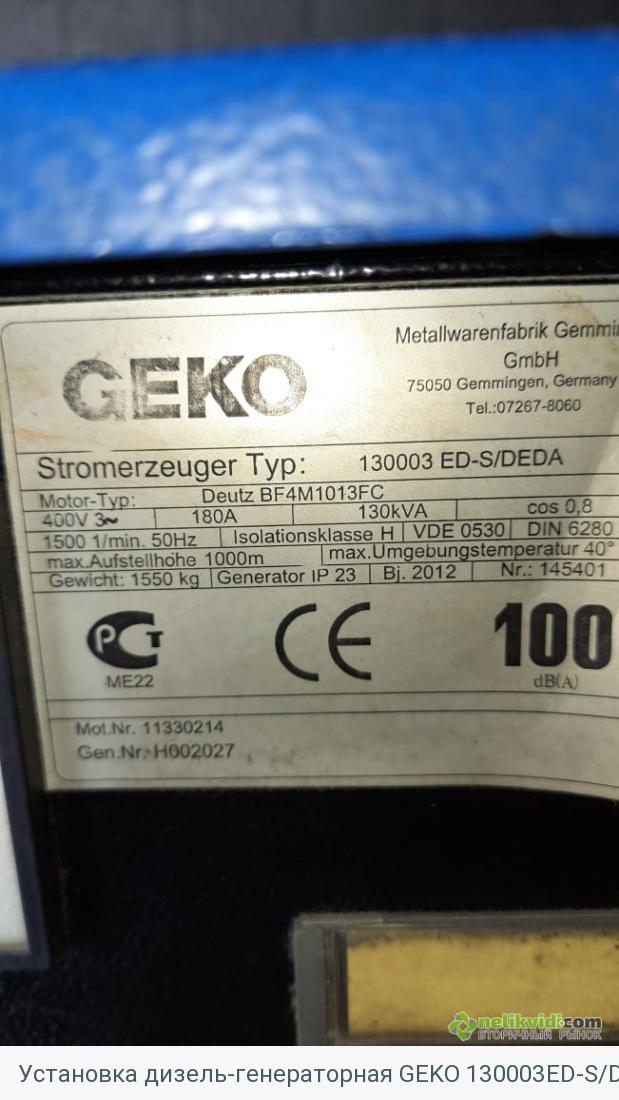 GEKO
Metallwarenfabrik Gemmin
GmbH
75050 Gemmingen, Germany
Tel.:07267-8060
Stromerzeuger Typ: 130003 ED-S/DEDA
Motor-Typ: Deutz BF4M1013FC
400V 3~ 180A 130kVA cos 0,8
1500 1/min. 50Hz Isolationsklasse H VDE 0530 DIN 6280
max.Aufstellhöhe 1000m max.Umgebungstemperatur 40°
Gewicht: 1550 kg Generator IP 23 Bj. 2012 Nr.: 145401
РСТ CE 100
ME22 dB(A)
Mot.Nr. 11330214
Gen.Nr. H002027
nelikvidi.com
ВТОРИЧНЫЙ РЫНОК
Установка дизель-генераторная GEKO 130003ED-S/D